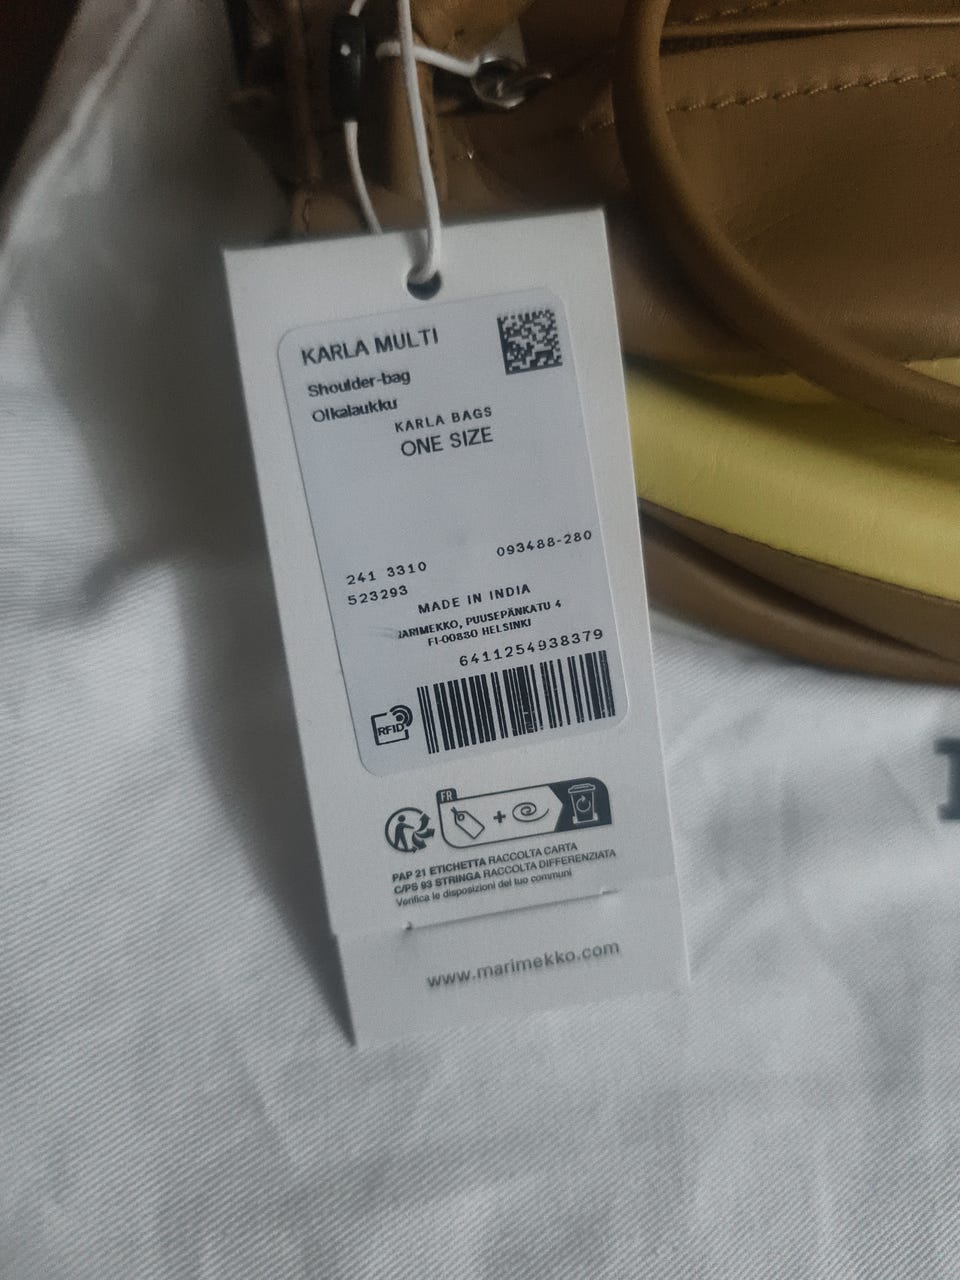 KARLA MULTI
Shoulder-bag
Olkalaukku
KARLA BAGS
ONE SIZE
241 3310
093488-280
523293
MADE IN INDIA
MARIMEKKO, PUUSEPÄNKATU 4
FI-00880 HELSINKI
6411254938379
RFID
FR
PAP 21 ETICHETTA RACCOLTA CARTA
C/PS 93 STRINGA RACCOLTA DIFFERENZIATA
Verifica le disposizioni del tuo communi
www.marimekko.com